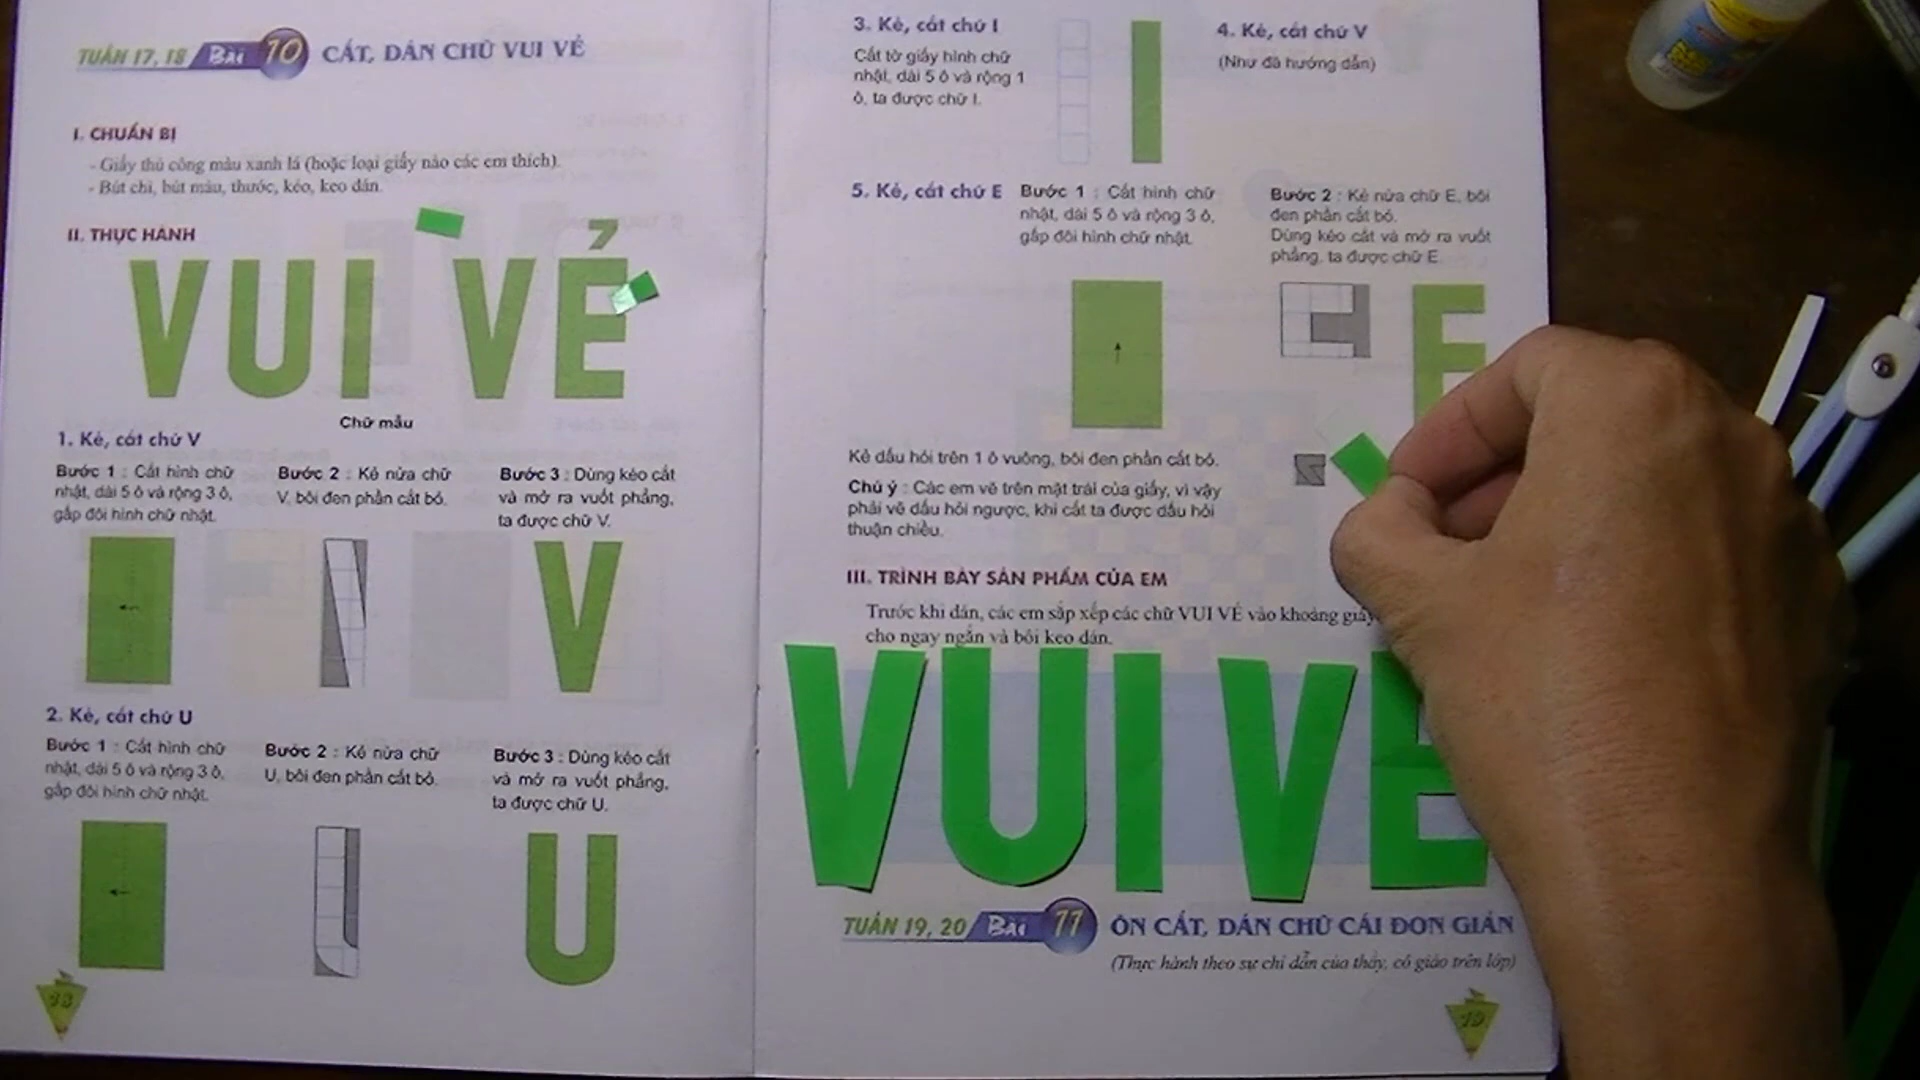 TUẦN 17, 18 Bài 10 CẮT, DÁN CHỮ VUI VẺ
I. CHUẨN BỊ
- Giấy thủ công màu xanh lá (hoặc loại giấy nào các em thích).
- Bút chì, bút màu, thước, kéo, keo dán.
II. THỰC HÀNH
VUI VẺ
Chữ mẫu
1. Kẻ, cắt chữ V
Bước 1 : Cắt hình chữ
nhật, dài 5 ô và rộng 3 ô,
gấp đôi hình chữ nhật.
Bước 2 : Kẻ nửa chữ
V, bôi đen phần cắt bỏ.
Bước 3 : Dùng kéo cắt
và mở ra vuốt phẳng,
ta được chữ V.
V
2. Kẻ, cắt chữ U
Bước 1 : Cắt hình chữ
nhật, dài 5 ô và rộng 3 ô,
gấp đôi hình chữ nhật.
Bước 2 : Kẻ nửa chữ
U, bôi đen phần cắt bỏ.
Bước 3 : Dùng kéo cắt
và mở ra vuốt phẳng,
ta được chữ U.
U
18
3. Kẻ, cắt chữ I
Cắt tờ giấy hình chữ
nhật, dài 5 ô và rộng 1
ô, ta được chữ I.
I
4. Kẻ, cắt chữ V
(Như đã hướng dẫn)
5. Kẻ, cắt chữ E
Bước 1 : Cắt hình chữ
nhật, dài 5 ô và rộng 3 ô,
gấp đôi hình chữ nhật.
Bước 2 : Kẻ nửa chữ E, bôi
đen phần cắt bỏ.
Dùng kéo cắt và mở ra vuốt
phẳng, ta được chữ E
E
Kẻ dấu hỏi trên 1 ô vuông, bôi đen phần cắt bỏ.
Chú ý : Các em vẽ trên mặt trái của giấy, vì vậy
phải vẽ dấu hỏi ngược, khi cắt ta được dấu hỏi
thuận chiều.
III. TRÌNH BÀY SẢN PHẨM CỦA EM
Trước khi dán, các em sắp xếp các chữ VUI VẺ vào khoảng giấy
cho ngay ngắn và bôi keo dán.
VUI VE
TUẦN 19, 20 Bài 11 ÔN CẮT, DÁN CHỮ CÁI ĐƠN GIẢN
(Thực hành theo sự chỉ dẫn của thầy, cô giáo trên lớp)
19